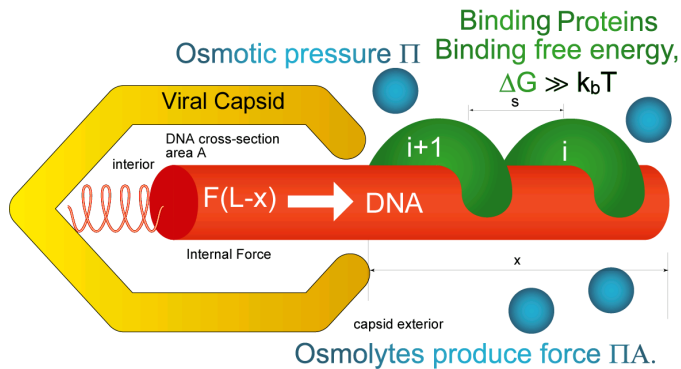 Binding Proteins
Osmotic pressure Π
Binding free energy,
ΔG ≫ k_bT
s
Viral Capsid
DNA cross-section
area A
interior
i+1
i
F(L-x)
DNA
Internal Force
x
capsid exterior
Osmolytes produce force ΠA.